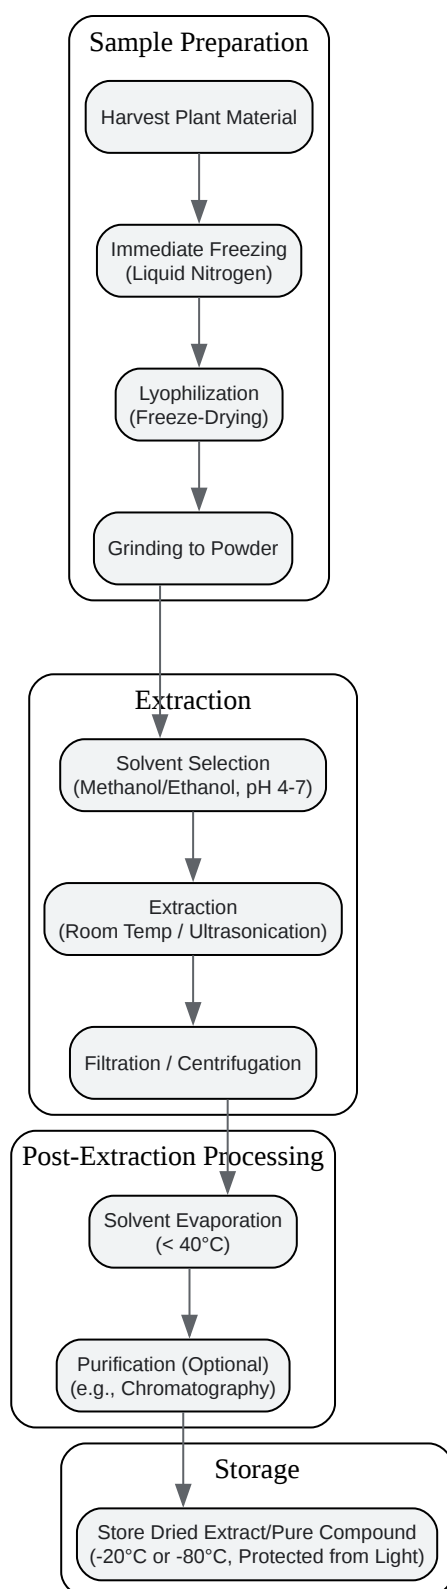 Sample Preparation
Harvest Plant Material
Immediate Freezing
(Liquid Nitrogen)
Lyophilization
(Freeze-Drying)
Grinding to Powder
Extraction
Solvent Selection
(Methanol/Ethanol, pH 4-7)
Extraction
(Room Temp / Ultrasonication)
Filtration / Centrifugation
Post-Extraction Processing
Solvent Evaporation
(< 40°C)
Purification (Optional)
(e.g., Chromatography)
Storage
Store Dried Extract/Pure Compound
(-20°C or -80°C, Protected from Light)